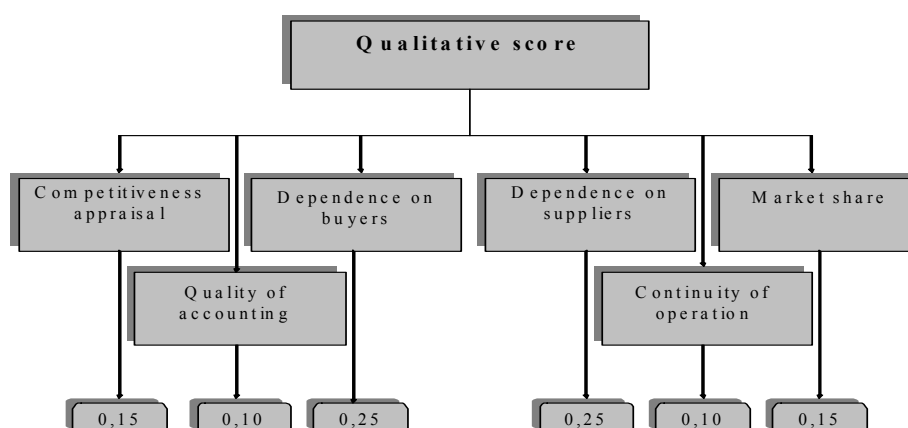 Qualitative score
Competitiveness
appraisal
Dependence on
buyers
Dependence on
suppliers
Market share
Quality of
accounting
Continuity of
operation
0,15
0,10
0,25
0,25
0,10
0,15